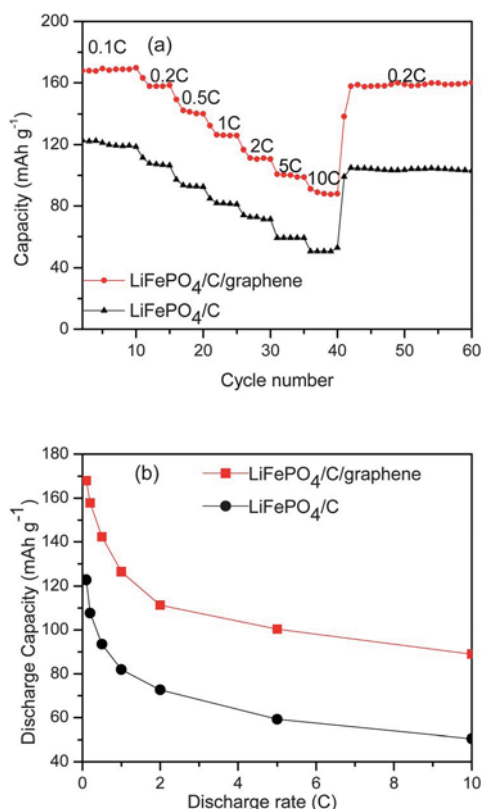 (a)
Capacity (mAh g⁻¹)
200
160
120
80
40
0
0.1C
0.2C
0.5C
1C
2C
5C
10C
0.2C
LiFePO₄/C/graphene
LiFePO₄/C
10 20 30 40 50 60
Cycle number
(b)
Discharge Capacity (mAh g⁻¹)
180
160
140
120
100
80
60
40
LiFePO₄/C/graphene
LiFePO₄/C
0 2 4 6 8 10
Discharge rate (C)